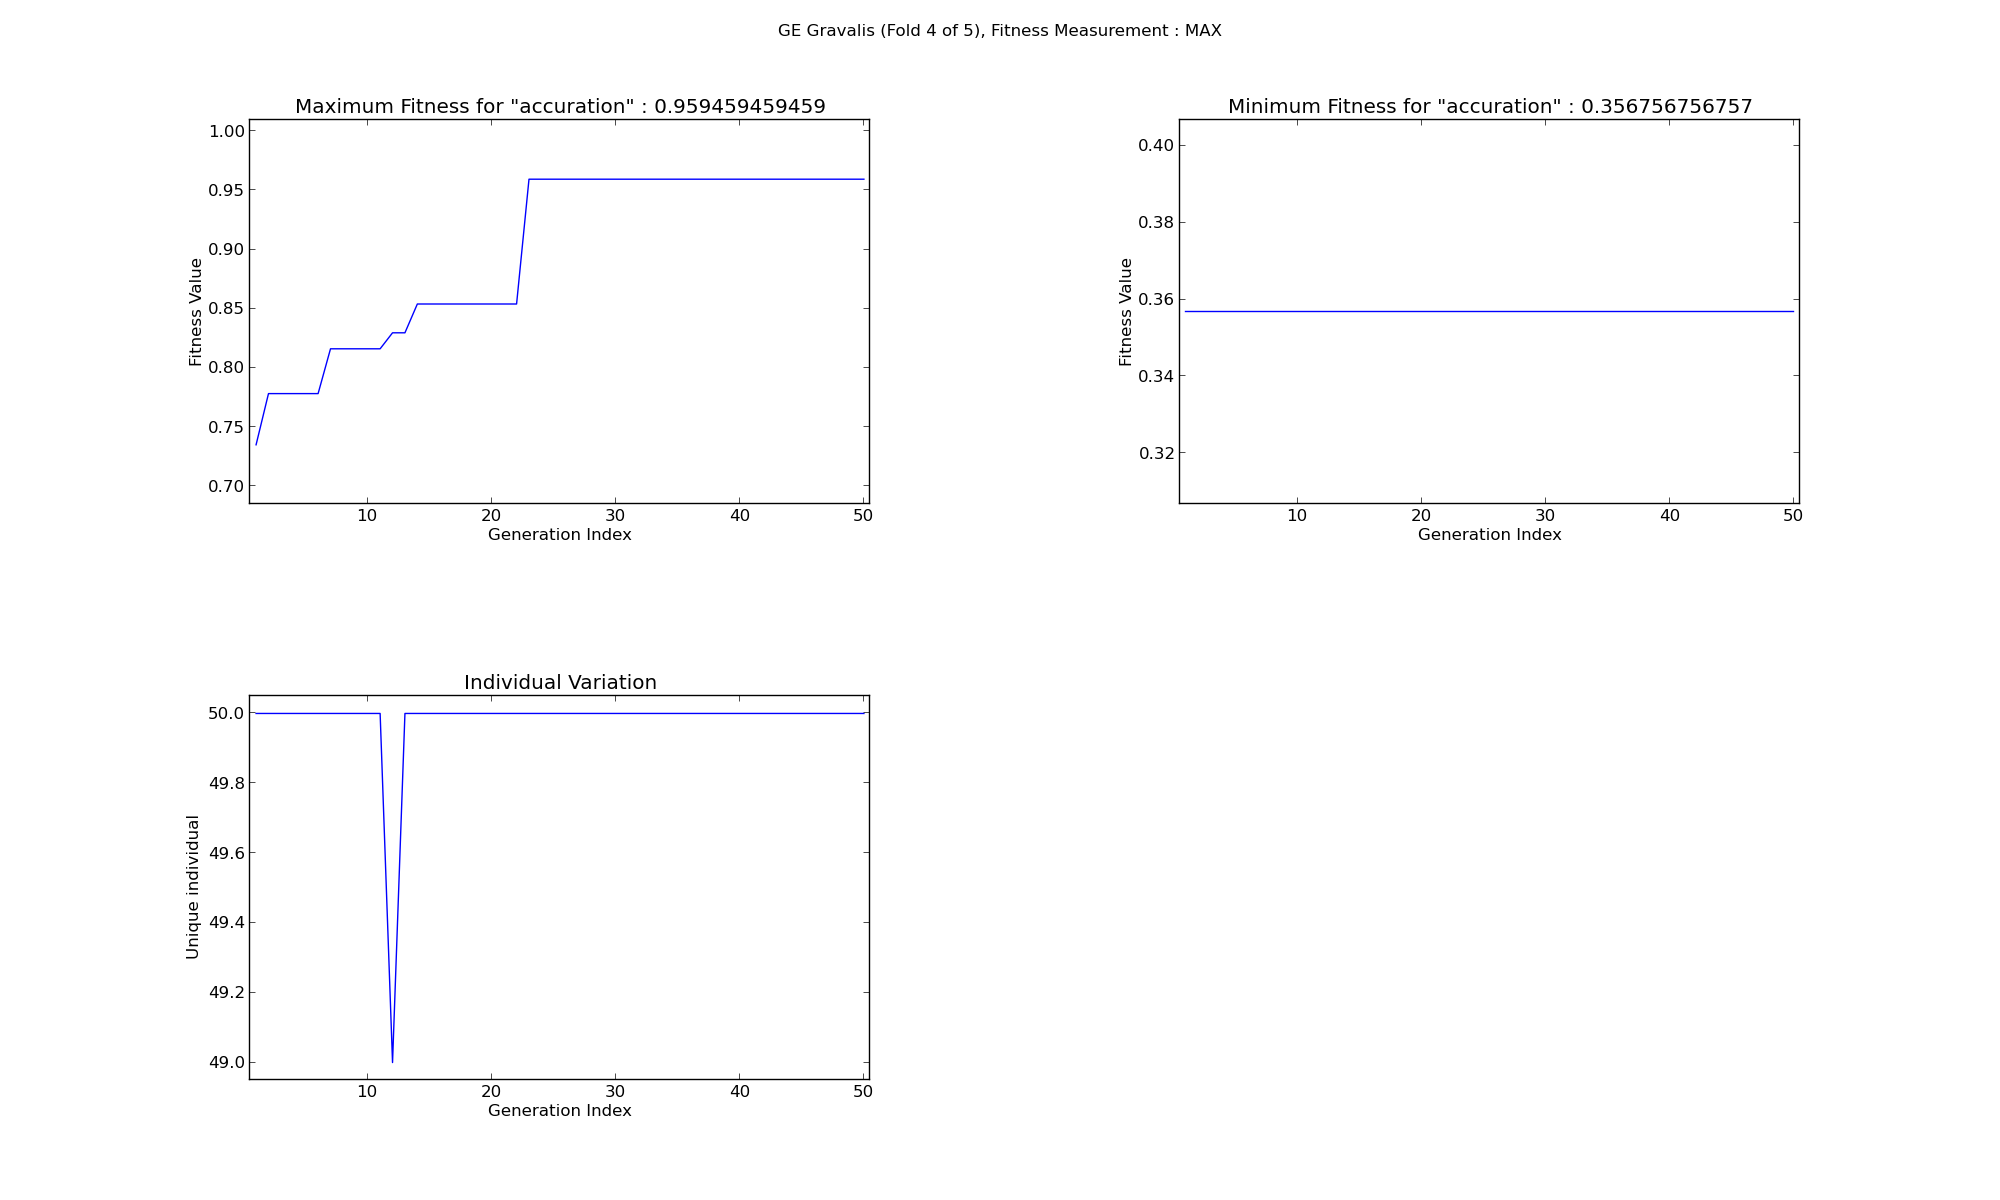 GE Gravalis (Fold 4 of 5), Fitness Measurement : MAX
Maximum Fitness for "accuration" : 0.959459459459
1.00
0.95
0.90
0.85
0.80
0.75
0.70
Fitness Value
10 20 30 40 50
Generation Index
Minimum Fitness for "accuration" : 0.356756756757
0.40
0.38
0.36
0.34
0.32
Fitness Value
10 20 30 40 50
Generation Index
Individual Variation
50.0
49.8
49.6
49.4
49.2
49.0
Unique individual
10 20 30 40 50
Generation Index